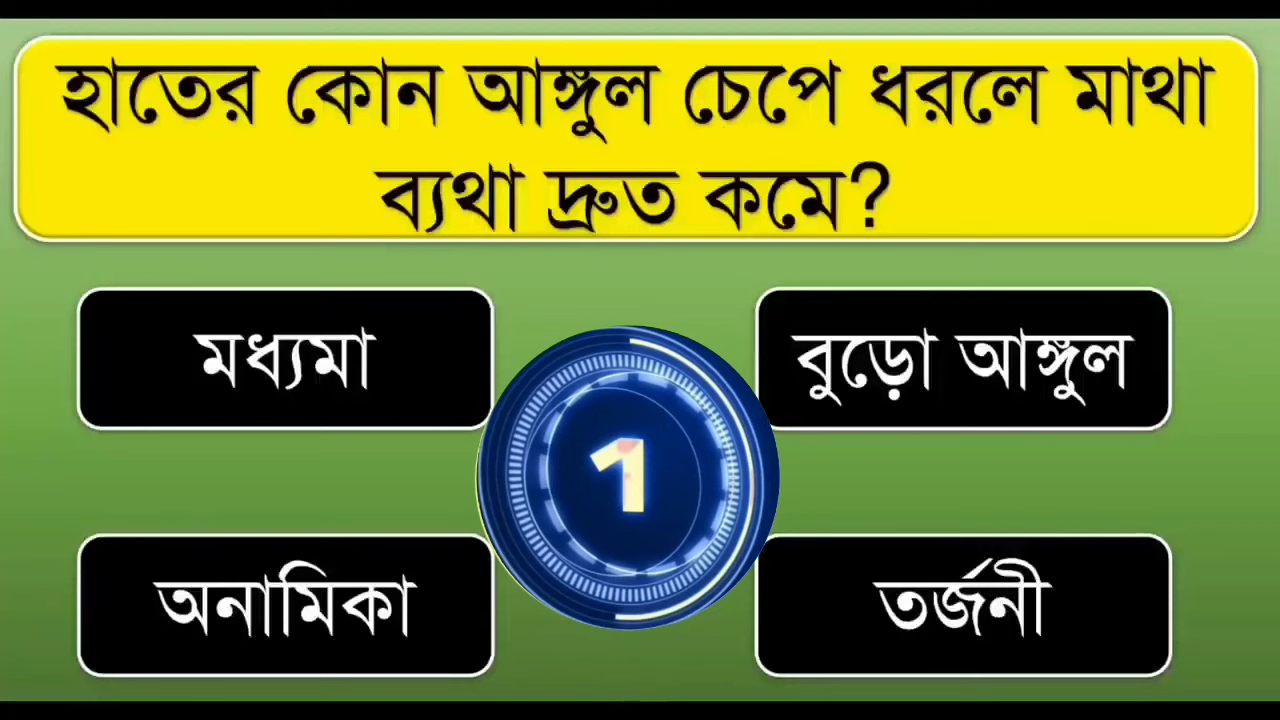 হাতের কোন আঙ্গুল চেপে ধরলে মাথা
ব্যথা দ্রুত কমে?
মধ্যমা
বুড়ো আঙ্গুল
1
অনামিকা
তর্জনী